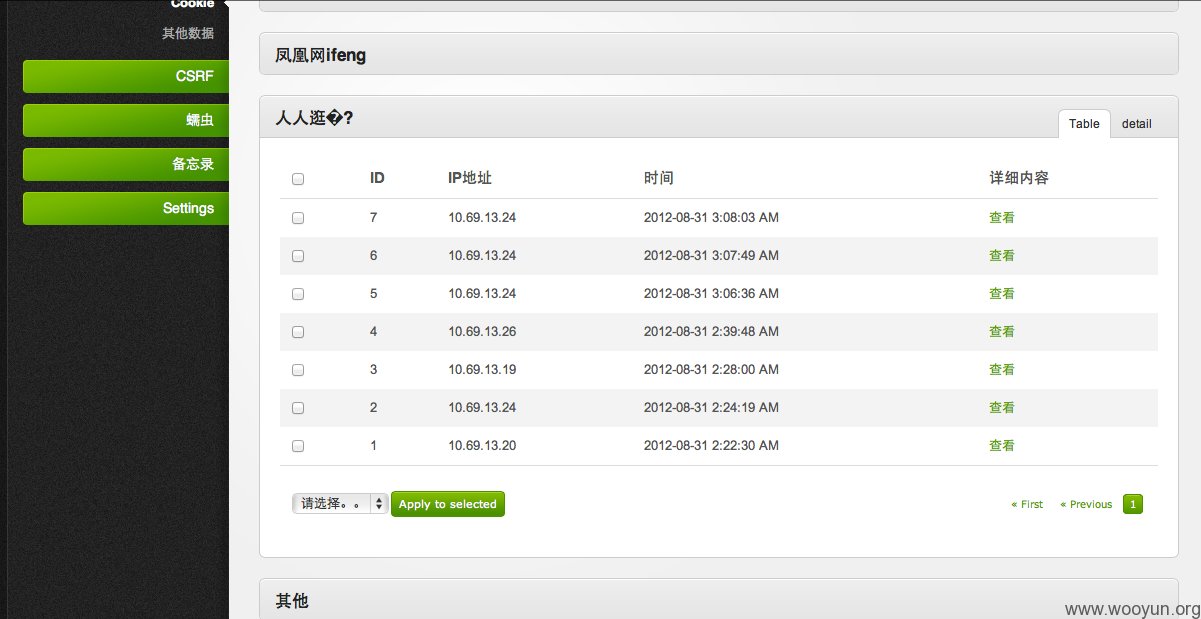 Cookie
其他数据
CSRF
蠕虫
备忘录
Settings
凤凰网ifeng
人人逛�?
Table detail
ID IP地址 时间 详细内容
7 10.69.13.24 2012-08-31 3:08:03 AM 查看
6 10.69.13.24 2012-08-31 3:07:49 AM 查看
5 10.69.13.24 2012-08-31 3:06:36 AM 查看
4 10.69.13.26 2012-08-31 2:39:48 AM 查看
3 10.69.13.19 2012-08-31 2:28:00 AM 查看
2 10.69.13.24 2012-08-31 2:24:19 AM 查看
1 10.69.13.20 2012-08-31 2:22:30 AM 查看
请选择。。 Apply to selected « First « Previous 1
其他
www.wooyun.org